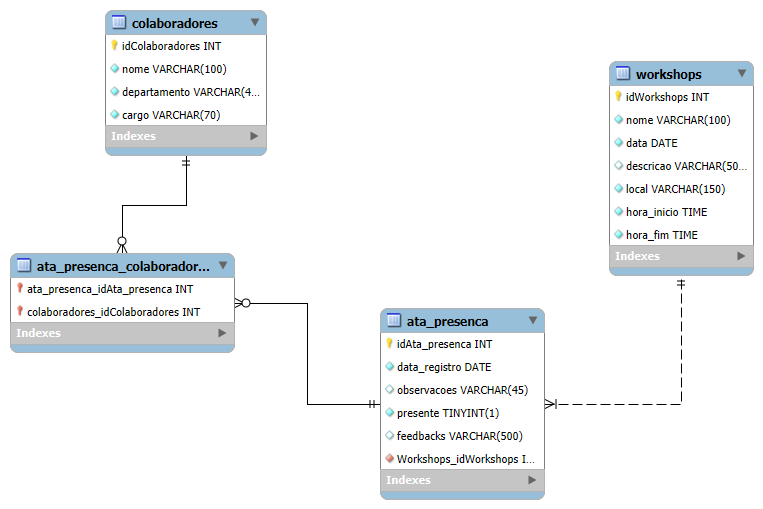 colaboradores
idColaboradores INT
nome VARCHAR(100)
departamento VARCHAR(4...
cargo VARCHAR(70)
Indexes
workshops
idWorkshops INT
nome VARCHAR(100)
data DATE
descricao VARCHAR(50...
local VARCHAR(150)
hora_inicio TIME
hora_fim TIME
Indexes
ata_presenca_colaborador...
ata_presenca_idAta_presenca INT
colaboradores_idColaboradores INT
Indexes
ata_presenca
idAta_presenca INT
data_registro DATE
observacoes VARCHAR(45)
presente TINYINT(1)
feedbacks VARCHAR(500)
Workshops_idWorkshops I...
Indexes